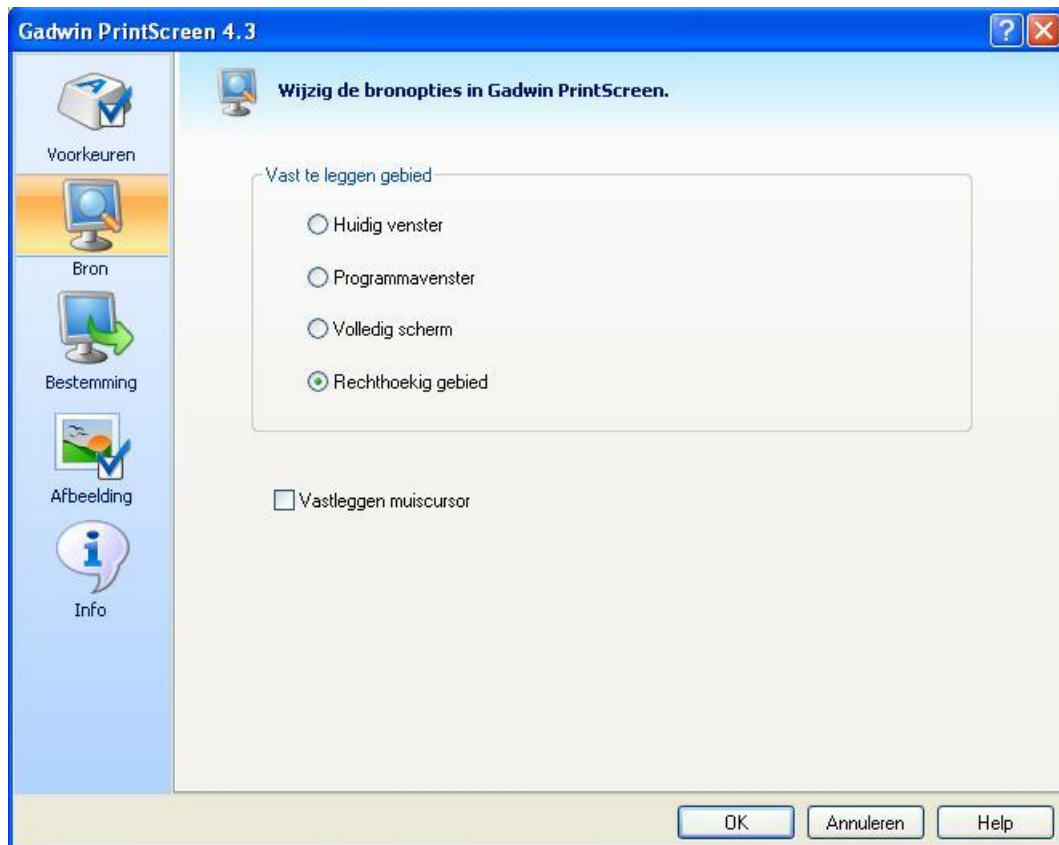 Gadwin PrintScreen 4.3
Voorkeuren
Bron
Bestemming
Afbeelding
Info
Wijzig de bronopties in Gadwin PrintScreen.
Vast te leggen gebied
Huidig venster
Programmavenster
Volledig scherm
Rechthoekig gebied
Vastleggen muiscursor
OK
Annuleren
Help